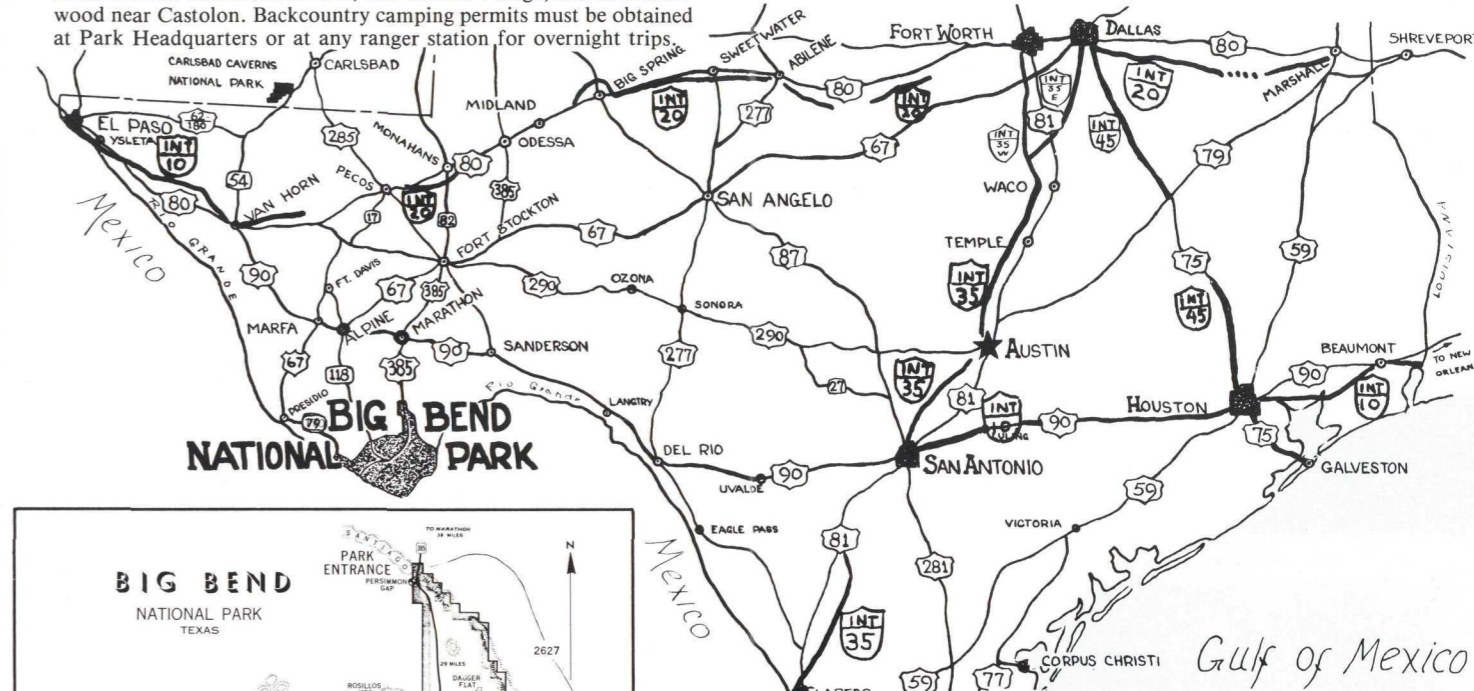 wood near Castolon. Backcountry camping permits must be obtained
at Park Headquarters or at any ranger station for overnight trips.
CARLSBAD CAVERNS
NATIONAL PARK
CARLSBAD
EL PASO
YSLETA
INT
10
62
180
54
285
80
VAN HORN
Mexico
RIO GRANDE
90
MONAHANS
PECOS
17
INT
20
80
82
MIDLAND
ODESSA
385
BIG SPRING
SWEETWATER
ABILENE
INT
20
277
80
INT
20
67
FORT WORTH
DALLAS
INT
35
E
81
INT
35
W
INT
45
INT
20
80
MARSHALL
SHREVEPORT
79
59
LOUISIANA
WACO
TEMPLE
75
INT
45
SAN ANGELO
67
87
FORT STOCKTON
FT. DAVIS
67
385
290
OZONA
SONORA
290
277
27
INT
35
MARFA
ALPINE
MARATHON
90
SANDERSON
67
118
385
PRESIDIO
79
Rio Grande
LANGTRY
BIG BEND
NATIONAL PARK
DEL RIO
90
UVALDE
AUSTIN
INT
35
81
INT
10
LULING
90
SAN ANTONIO
HOUSTON
BEAUMONT
90
INT
10
TO NEW
ORLEANS
75
GALVESTON
59
VICTORIA
EAGLE PASS
Mexico
81
281
INT
35
LAREDO
59
77
CORPUS CHRISTI
Gulf of Mexico
BIG BEND
NATIONAL PARK
TEXAS
SANTIAGO
TO MARATHON
39 MILES
385
PARK
ENTRANCE
PERSIMMON
GAP
N
2627
29 MILES
DAGGER
FLAT
ROSILLOS